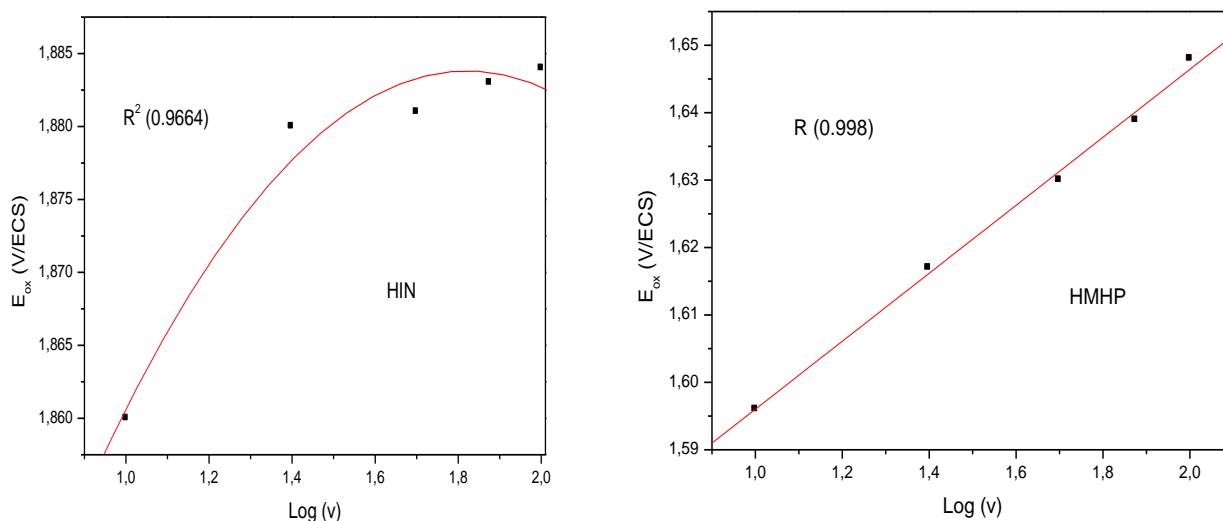 1,885
1,880
1,875
1,870
1,865
1,860
E_ox (V/ECS)
R² (0.9664)
HIN
1,0 1,2 1,4 1,6 1,8 2,0
Log (v)
1,65
1,64
1,63
1,62
1,61
1,60
1,59
E_ox (V/ECS)
R (0.998)
HMHP
1,0 1,2 1,4 1,6 1,8 2,0
Log (v)